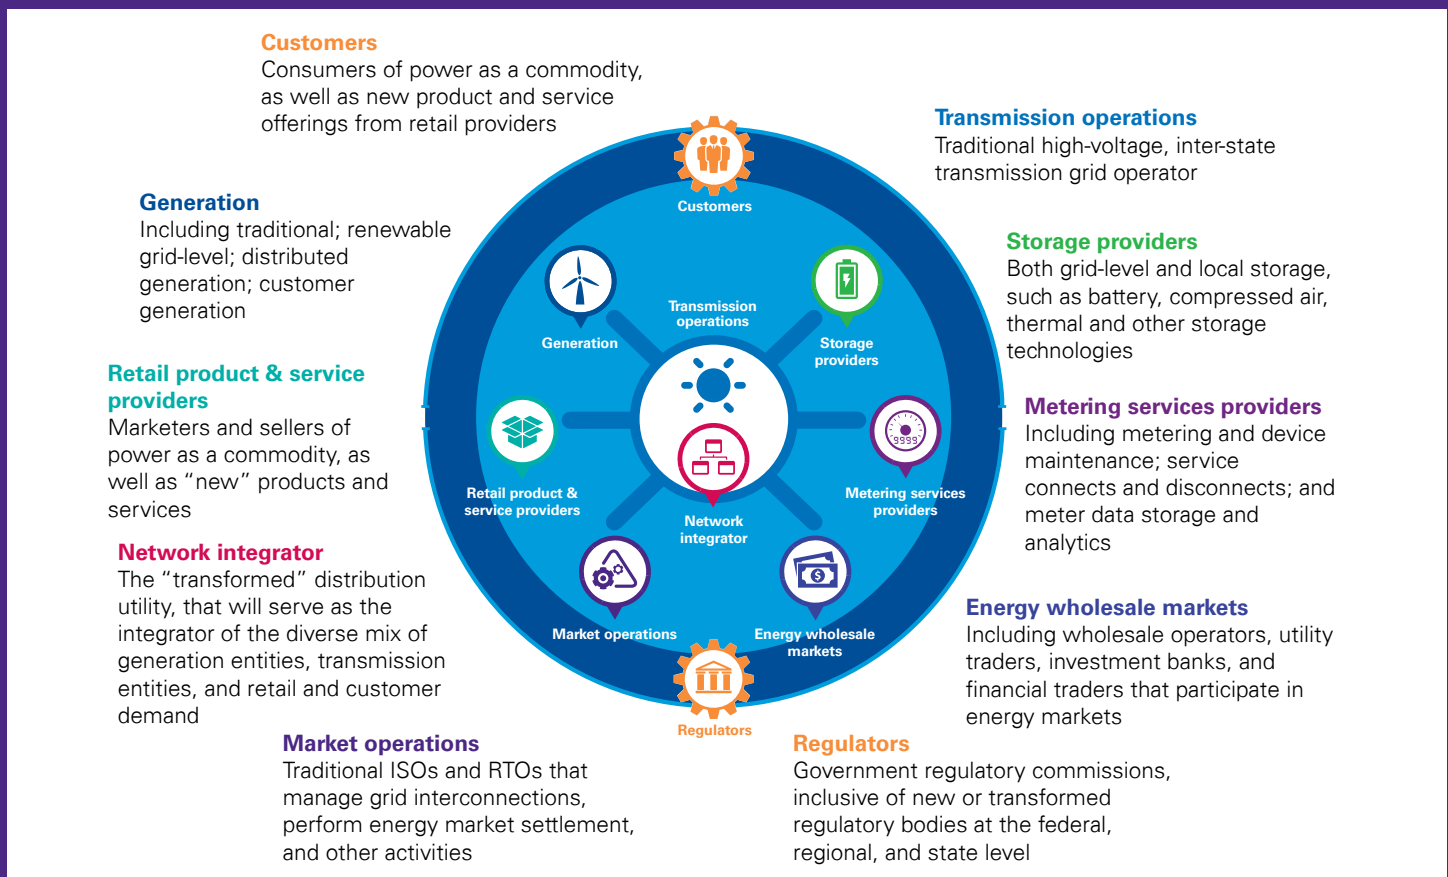 Customers
Consumers of power as a commodity,
as well as new product and service
offerings from retail providers
Transmission operations
Traditional high-voltage, inter-state
transmission grid operator
Generation
Including traditional; renewable
grid-level; distributed
generation; customer
generation
Storage providers
Both grid-level and local storage,
such as battery, compressed air,
thermal and other storage
technologies
Retail product & service
providers
Marketers and sellers of
power as a commodity, as
well as “new” products and
services
Metering services providers
Including metering and device
maintenance; service
connects and disconnects; and
meter data storage and
analytics
Network integrator
The “transformed” distribution
utility, that will serve as the
integrator of the diverse mix of
generation entities, transmission
entities, and retail and customer
demand
Energy wholesale markets
Including wholesale operators, utility
traders, investment banks, and
financial traders that participate in
energy markets
Market operations
Traditional ISOs and RTOs that
manage grid interconnections,
perform energy market settlement,
and other activities
Regulators
Government regulatory commissions,
inclusive of new or transformed
regulatory bodies at the federal,
regional, and state level
Customers
Transmission
operations
Generation
Storage
providers
9999
Retail product &
service providers
Metering services
providers
Network
integrator
Market operations
Energy wholesale
markets
$
Regulators